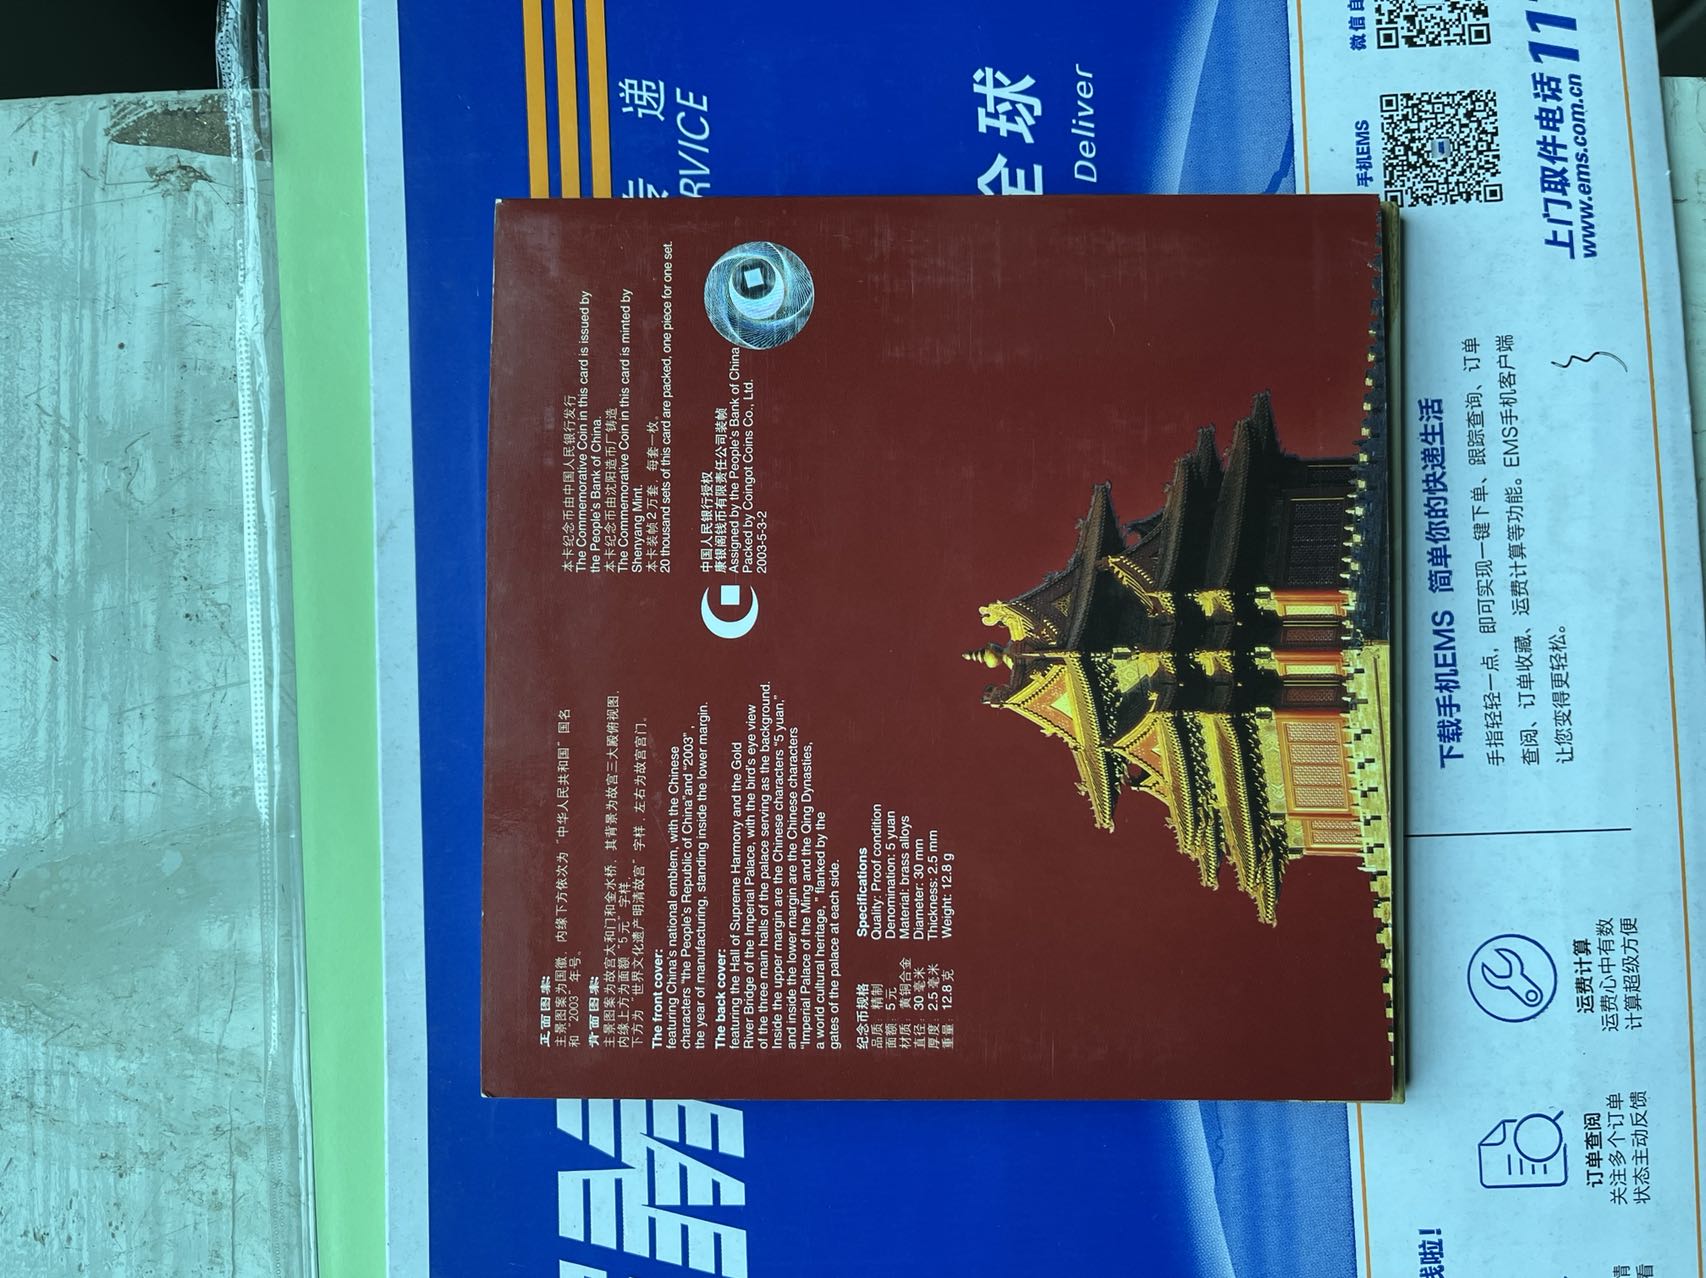 正面图案
主景图案为国徽，内缘下方依次为“中华人民共和国”国名
和“2003”年号。
背面图案
主景图案为故宫太和门和金水桥，其背景为故宫三大殿俯视图，
内缘上方为面额“5元”字样，
下方为“世界文化遗产明清故宫”字样，左右为故宫宫门。
The front cover:
featuring China's national emblem, with the Chinese
characters "the People's Republic of China" and "2003",
the year of manufacturing, standing inside the lower margin.
The back cover:
featuring the Hall of Supreme Harmony and the Gold
River Bridge of the Imperial Palace, with the bird's eye view
of the three main halls of the palace serving as the background.
Inside the upper margin are the Chinese characters "5 yuan,"
and inside the lower margin are the Chinese characters
"Imperial Palace of the Ming and the Qing Dynasties,
a world cultural heritage," flanked by the
gates of the palace at each side.
纪念币规格
品质：精制
面额：5元
材质：黄铜合金
直径：30毫米
厚度：2.5毫米
重量：12.8克
Specifications
Quality: Proof condition
Denomination: 5 yuan
Material: brass alloys
Diameter: 30 mm
Thickness: 2.5 mm
Weight: 12.8 g
本卡纪念币由中国人民银行发行
The Commemorative Coin in this card is issued by
the People's Bank of China.
本卡纪念币由沈阳造币厂铸造
The Commemorative Coin in this card is minted by
Shenyang Mint.
本卡装帧2万套，每套一枚。
20 thousand sets of this card are packed, one piece for one set.
中国人民银行授权
康银阁钱币有限责任公司装帧
Assigned by the People's Bank of China
Packed by Coingot Coins Co., Ltd.
2003-5-3-2
递
RVICE
全球
Deliver
微信
手机EMS
上门取件电话11
www.ems.com.cn
下载手机EMS 简单你的快递生活
手指轻轻一点，即可实现一键下单、跟踪查询、订单
查阅、订单收藏、运费计算等功能。EMS手机客户端
让您变得更轻松。
运费计算
运费心中有数
计算超级方便
订单查阅
关注多个订单
状态主动反馈
钱啦！